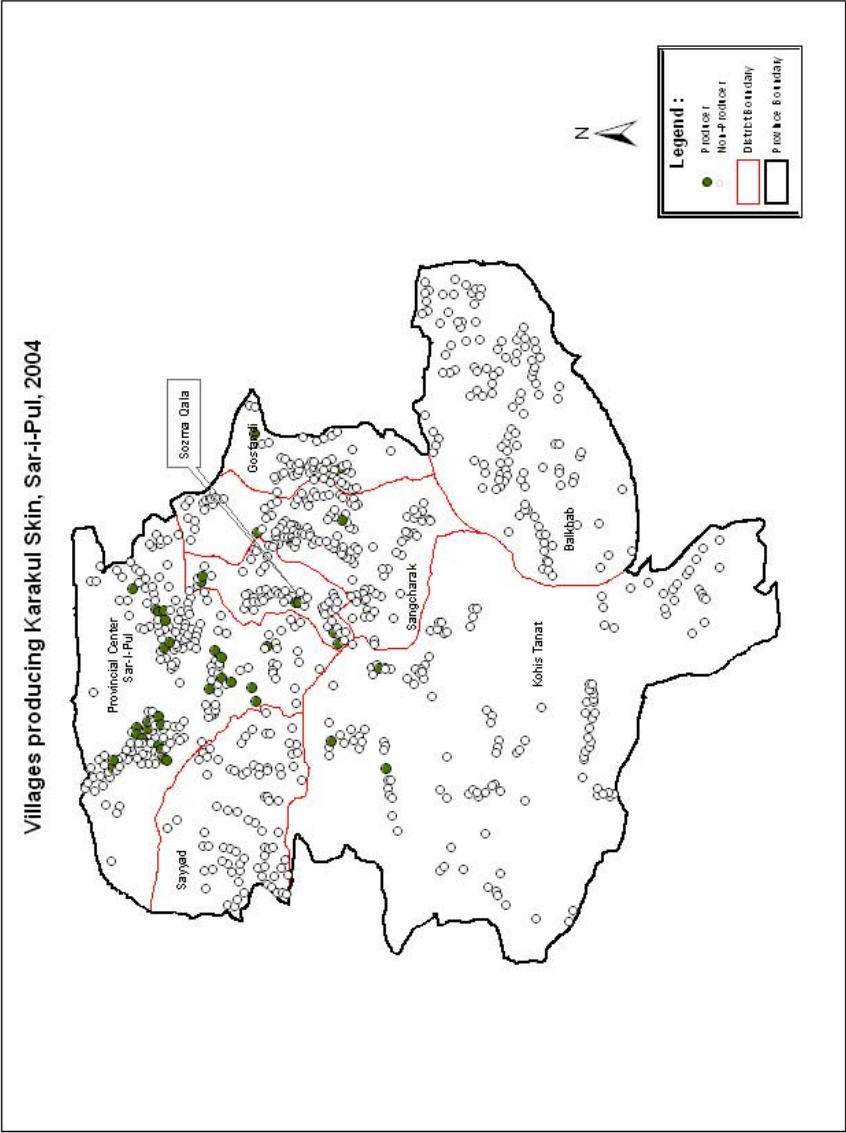 Villages producing Karakul Skin, Sar-i-Pul, 2004
Sozma Qala
Gostandi
Provincial Center
Sar-I-Pul
Sayyad
Sangcharak
Balkhab
Kohis Tanat
N
Legend :
Producer
Non-Producer
District Boundary
Province Boundary